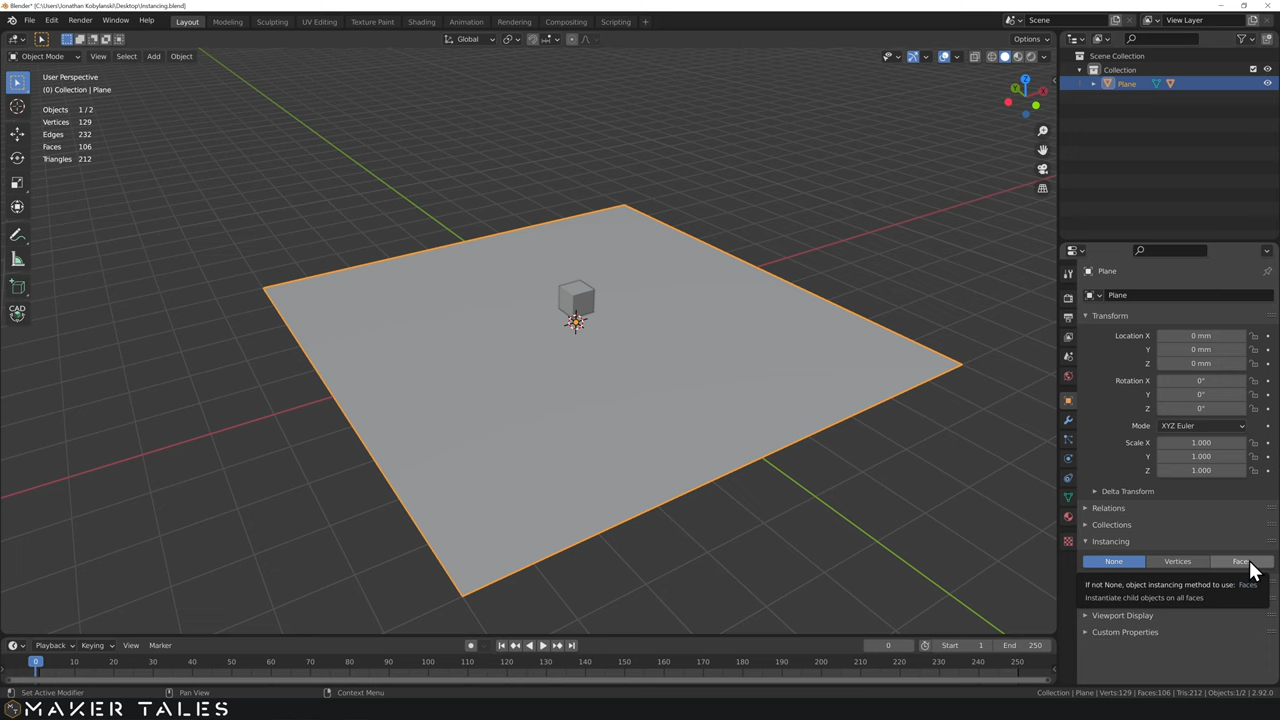 Blender* [C:\Users\Jonathan Kobylanski\Desktop\Instancing.blend]
File Edit Render Window Help Layout Modeling Sculpting UV Editing Texture Paint Shading Animation Rendering Compositing Scripting + Scene View Layer
Global Options
Object Mode View Select Add Object
User Perspective
(0) Collection | Plane
Objects 1 / 2
Vertices 129
Edges 232
Faces 106
Triangles 212
CAD
Z
X
Y
Scene Collection
Collection
Plane
Plane
Plane
Transform
Location X 0 mm
Y 0 mm
Z 0 mm
Rotation X 0°
Y 0°
Z 0°
Mode XYZ Euler
Scale X 1.000
Y 1.000
Z 1.000
Delta Transform
Relations
Collections
Instancing
None Vertices
If not None, object instancing method to use: Faces
Instantiate child objects on all faces
Viewport Display
Custom Properties
Playback Keying View Marker 0 Start 1 End 250
0 10 20 30 40 50 60 70 80 90 100 110 120 130 140 150 160 170 180 190 200 210 220 230 240 250
Set Active Modifier Pan View Context Menu Collection | Plane | Verts:129 | Faces:106 | Tris:212 | Objects:1/2 | 2.92.0
MAKER TALES